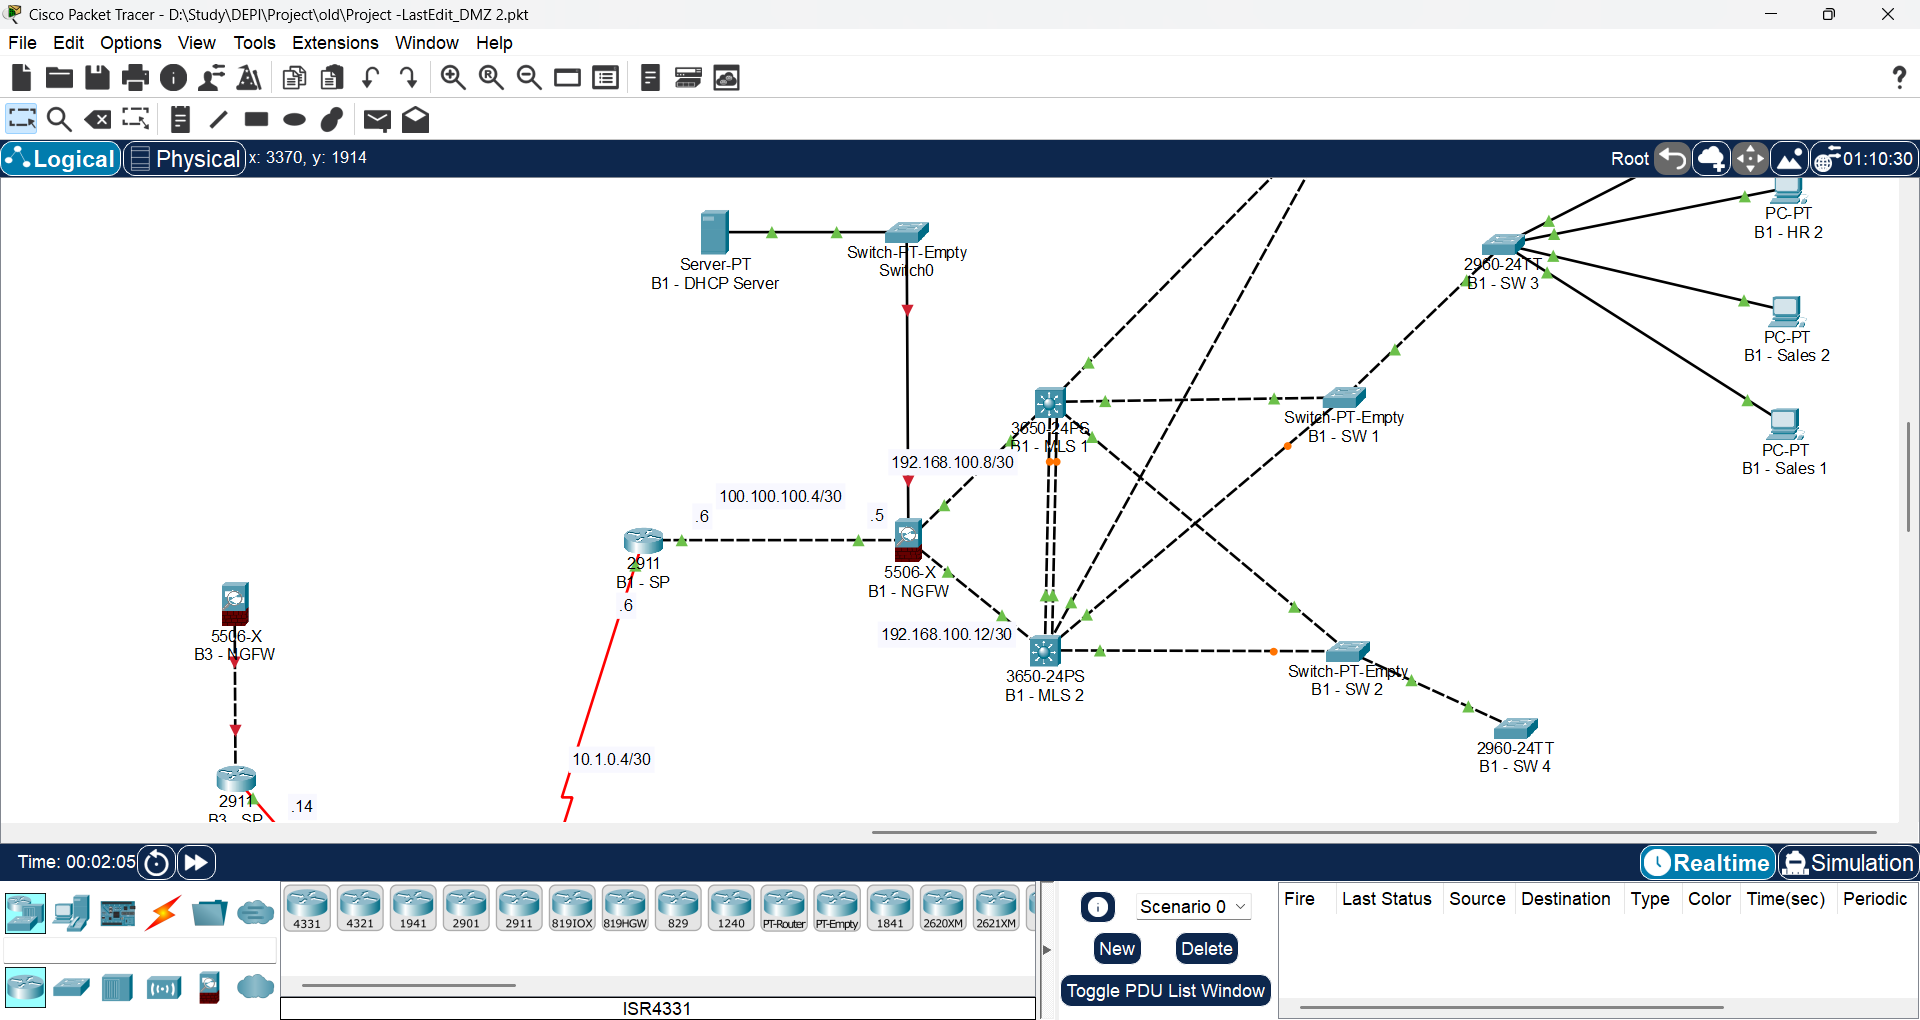 Cisco Packet Tracer - D:\Study\DEPI\Project\old\Project -LastEdit_DMZ 2.pkt
File Edit Options View Tools Extensions Window Help
Logical Physical x: 3370, y: 1914 Root 01:10:30
Server-PT
B1 - DHCP Server
Switch-PT-Empty
Switch0
PC-PT
B1 - HR 2
2960-24TT
B1 - SW 3
PC-PT
B1 - Sales 2
PC-PT
B1 - Sales 1
3650-24PS
B1 - MLS 1
Switch-PT-Empty
B1 - SW 1
192.168.100.8/30
100.100.100.4/30
.6
.5
2911
B1 - SP
.6
5506-X
B1 - NGFW
192.168.100.12/30
5506-X
B3 - NGFW
3650-24PS
B1 - MLS 2
Switch-PT-Empty
B1 - SW 2
2960-24TT
B1 - SW 4
10.1.0.4/30
2911
B3 SP
.14
Time: 00:02:05 Realtime Simulation
4331 4321 1941 2901 2911 819IOX 819HGW 829 1240 PT-Router PT-Empty 1841 2620XM 2621XM
ISR4331
Scenario 0
New Delete
Toggle PDU List Window
Fire Last Status Source Destination Type Color Time(sec) Periodic